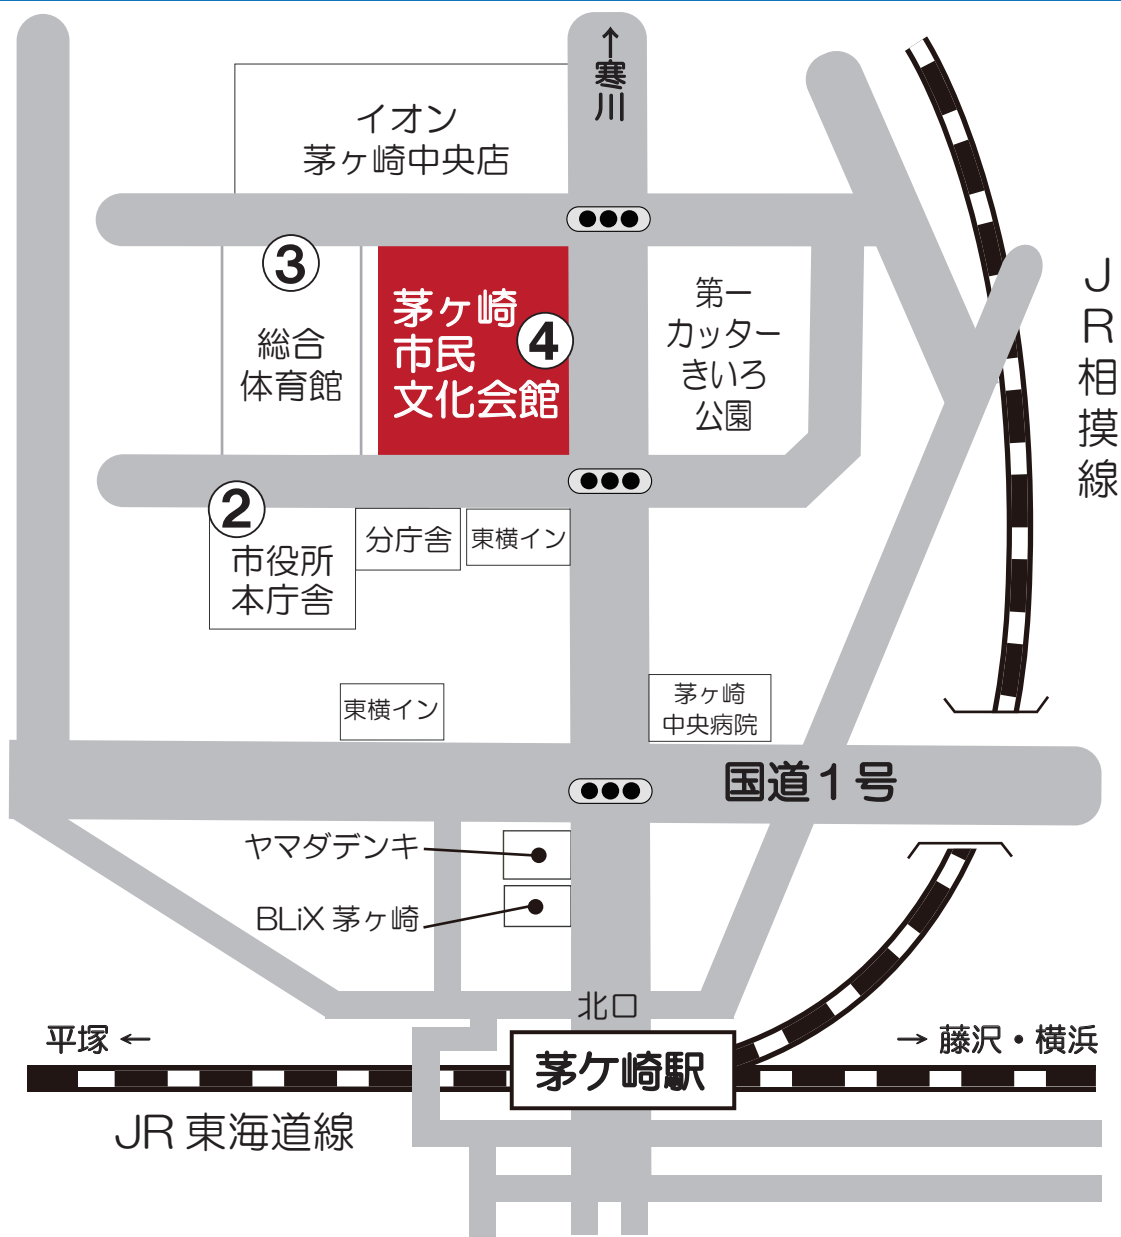 ↑寒川
イオン
茅ヶ崎中央店
③
総合
体育館
茅ヶ崎
市民
文化会館
④
第一
カッター
きいろ
公園
JR相摸線
②
市役所
本庁舎
分庁舎
東横イン
東横イン
茅ヶ崎
中央病院
国道1号
ヤマダデンキ
BLiX 茅ヶ崎
北口
平塚 ←
茅ケ崎駅
→ 藤沢・横浜
JR 東海道線